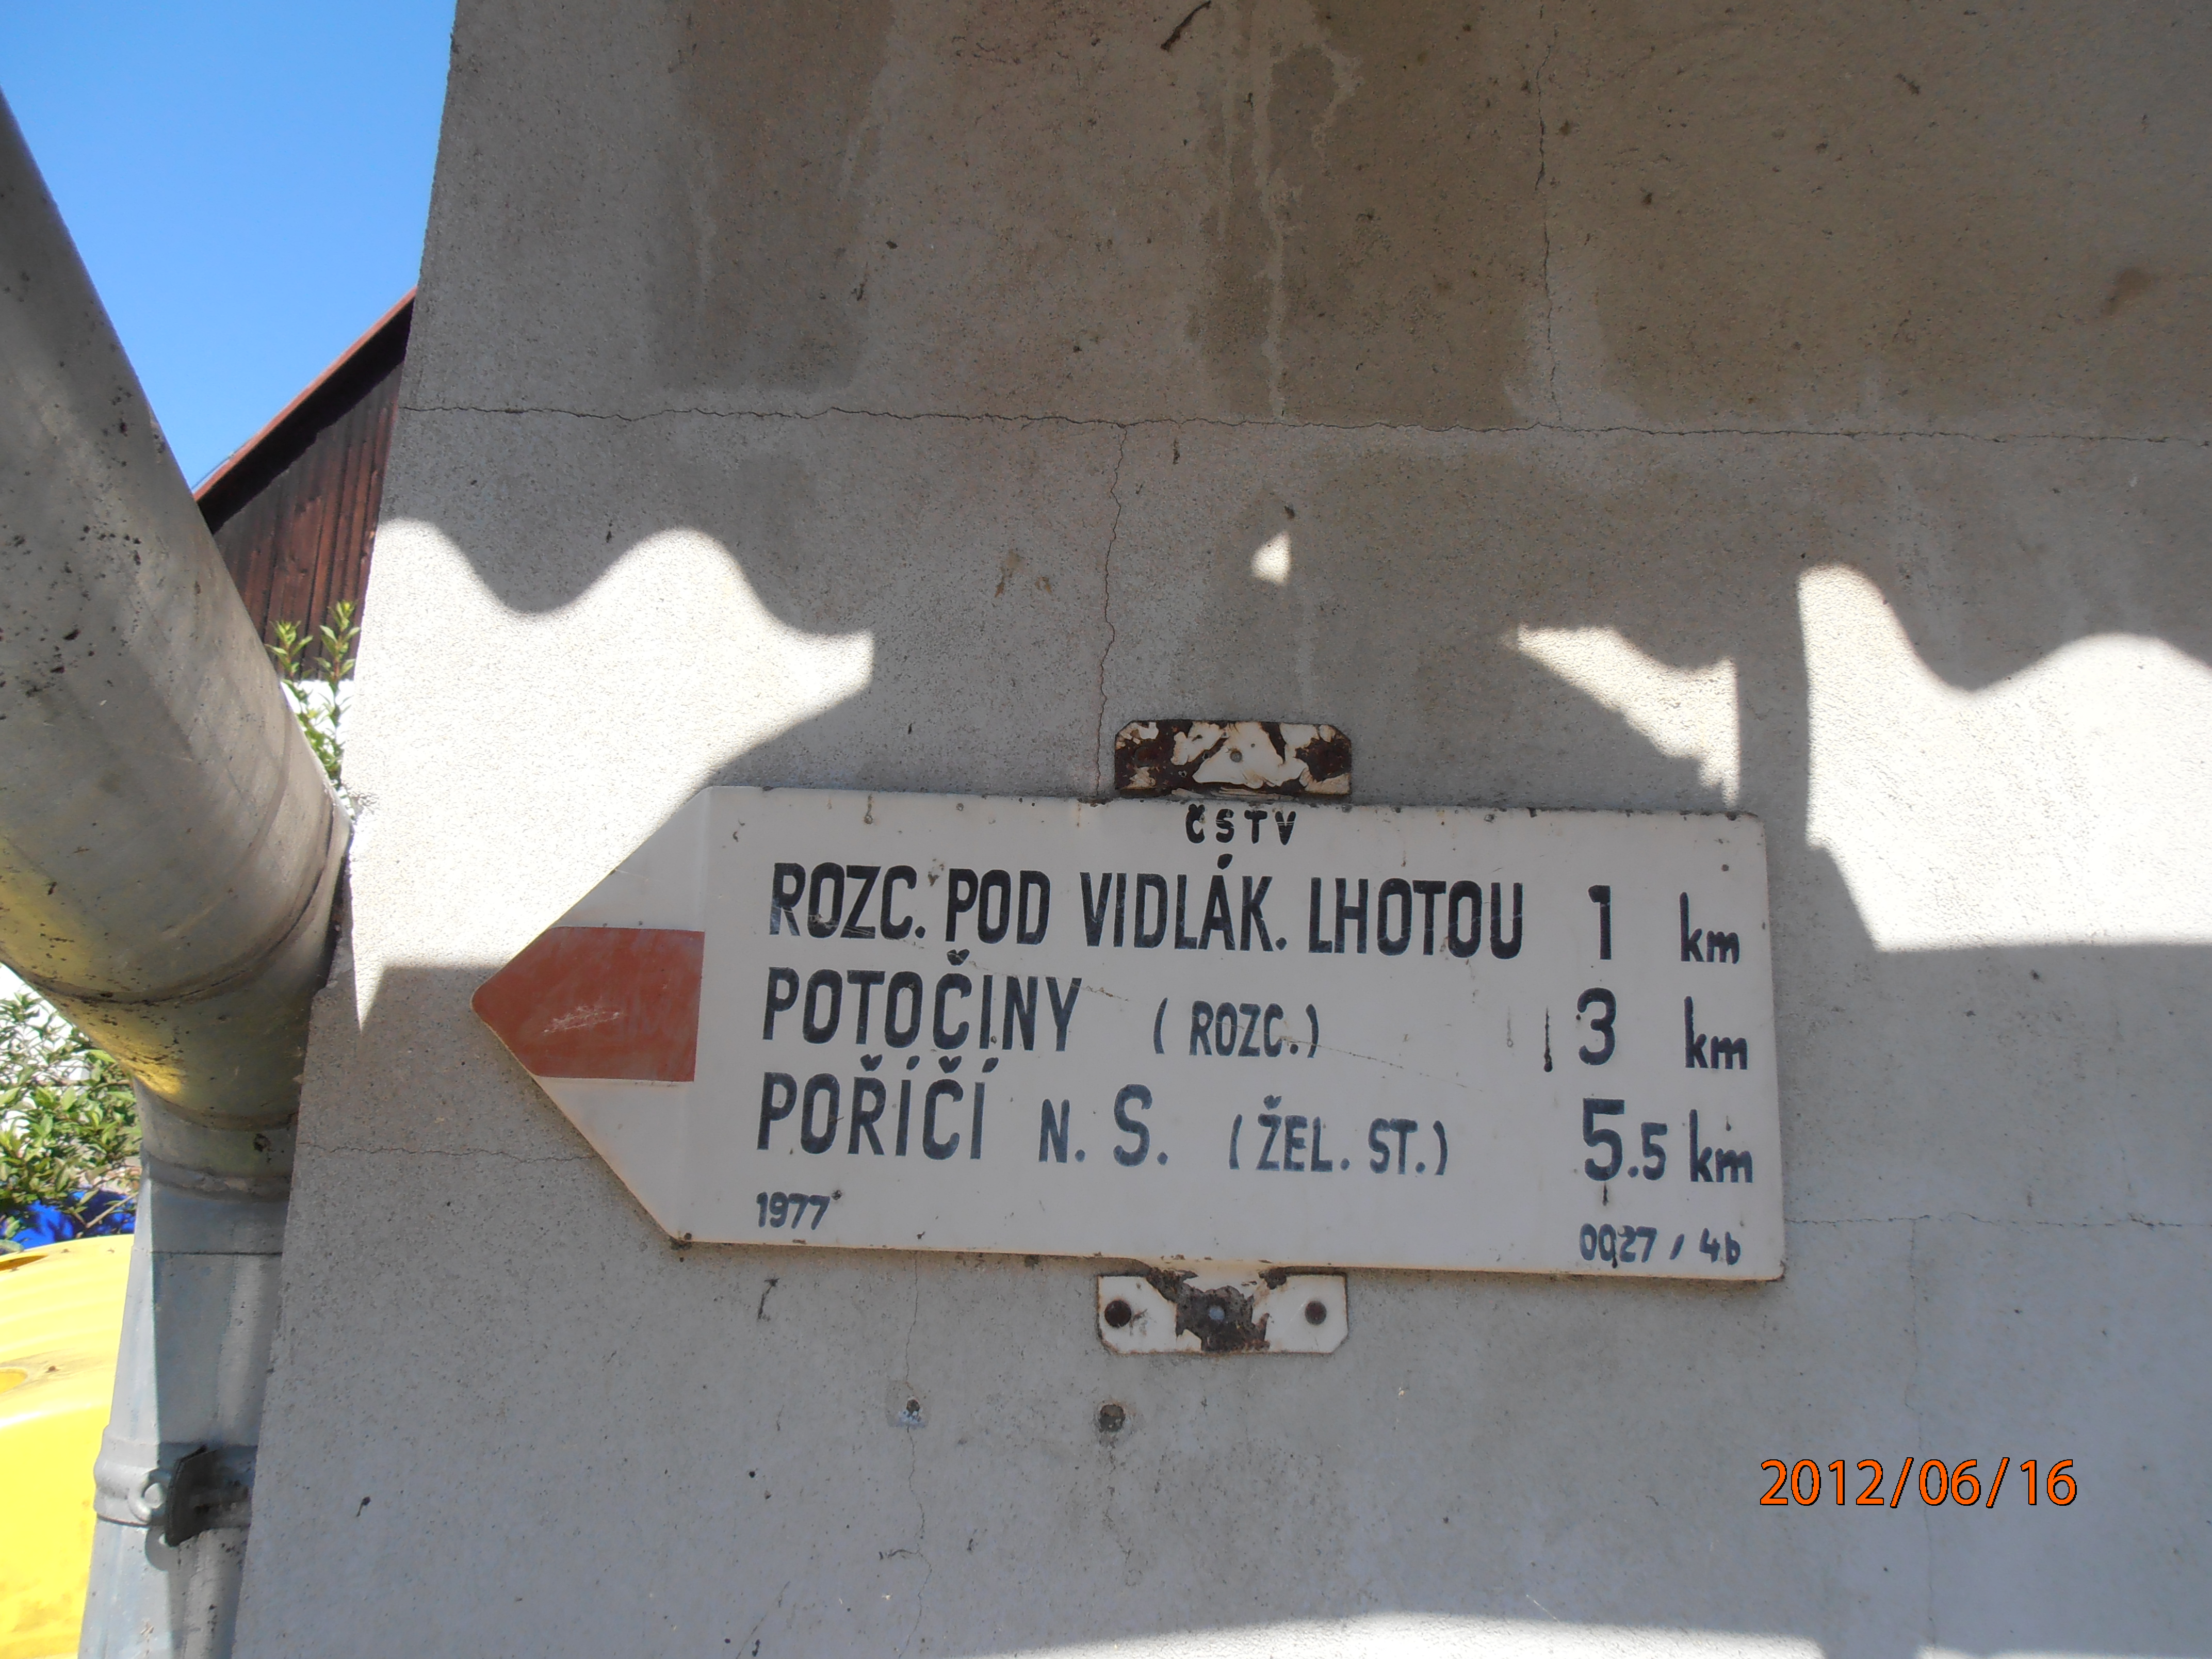 ČSTV
ROZC. POD VIDLÁK. LHOTOU 1 km
POTOČINY (ROZC.) 3 km
POŘÍČÍ N. S. (ŽEL. ST.) 5.5 km
1977 0027 / 4b
2012/06/16